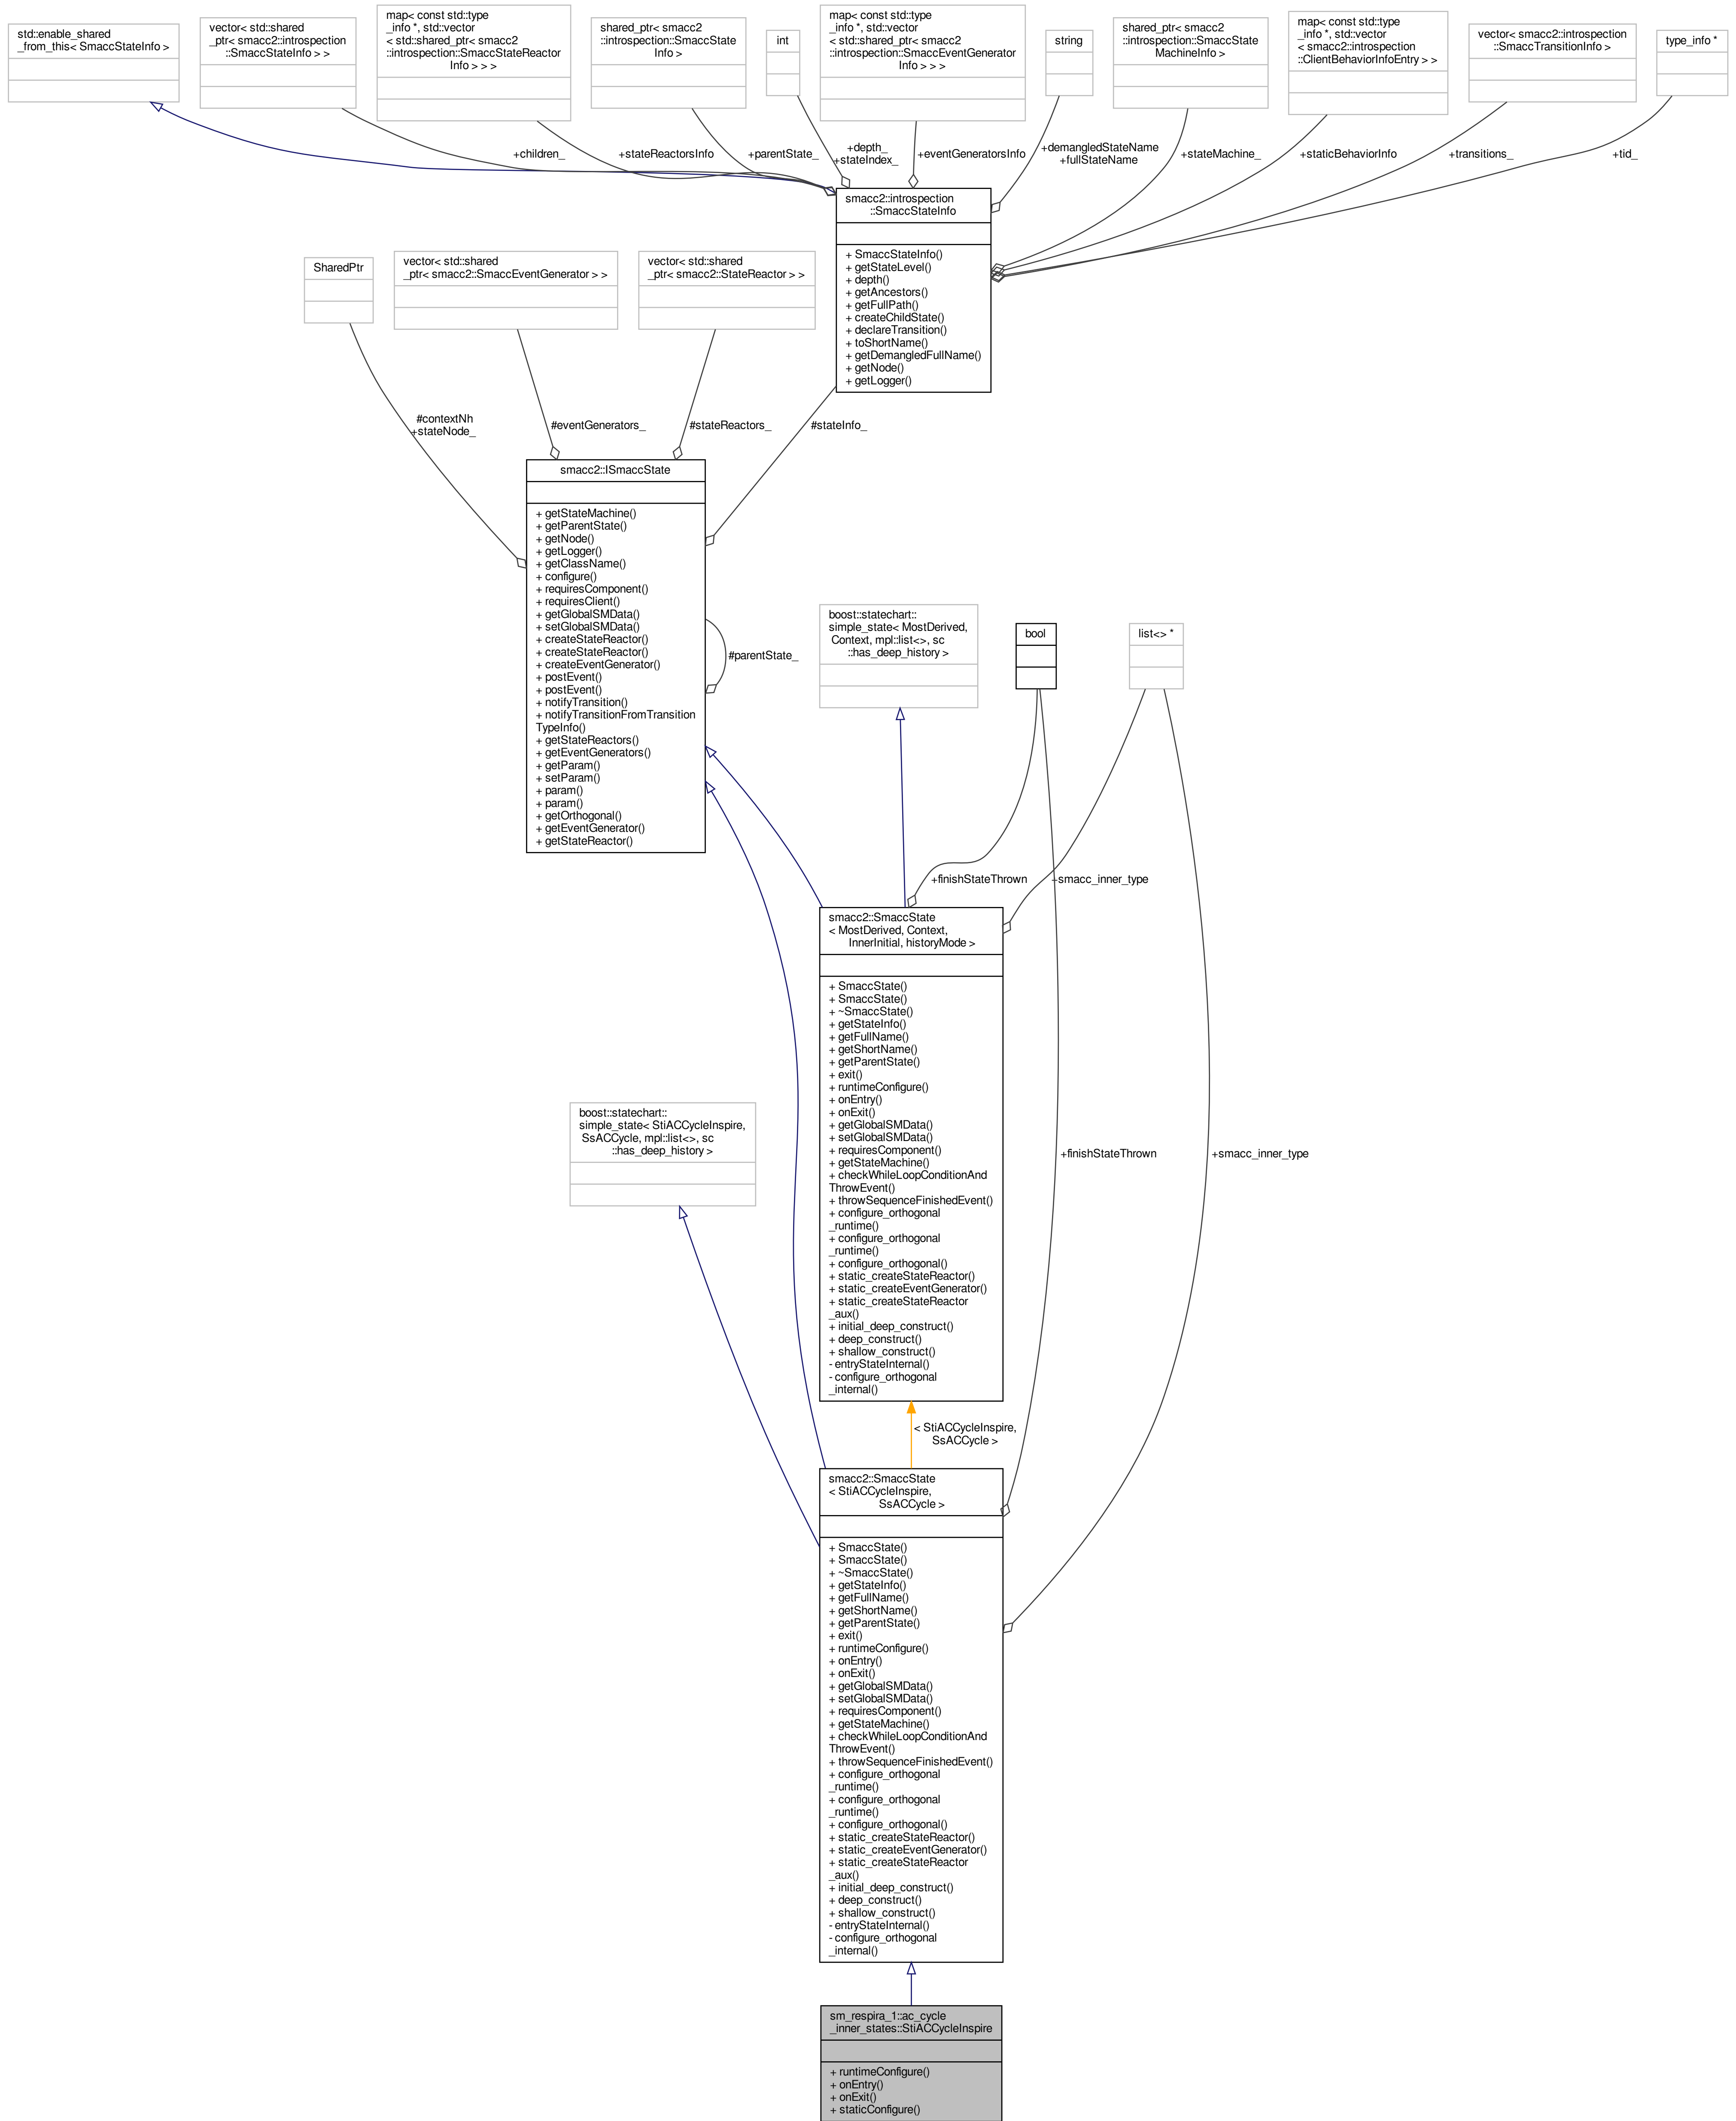 std::enable_shared
_from_this< SmaccStateInfo >
vector< std::shared
_ptr< smacc2::introspection
::SmaccStateInfo > >
map< const std::type
_info *, std::vector
< std::shared_ptr< smacc2
::introspection::SmaccStateReactor
Info > > >
shared_ptr< smacc2
::introspection::SmaccState
Info >
int
map< const std::type
_info *, std::vector
< std::shared_ptr< smacc2
::introspection::SmaccEventGenerator
Info > > >
string
shared_ptr< smacc2
::introspection::SmaccState
MachineInfo >
map< const std::type
_info *, std::vector
< smacc2::introspection
::ClientBehaviorInfoEntry > >
vector< smacc2::introspection
::SmaccTransitionInfo >
type_info *
+children_
+stateReactorsInfo
+parentState_
+depth_
+stateIndex_
+eventGeneratorsInfo
+demangledStateName
+fullStateName
+stateMachine_
+staticBehaviorInfo
+transitions_
+tid_
smacc2::introspection
::SmaccStateInfo
+ SmaccStateInfo()
+ getStateLevel()
+ depth()
+ getAncestors()
+ getFullPath()
+ createChildState()
+ declareTransition()
+ toShortName()
+ getDemangledFullName()
+ getNode()
+ getLogger()
SharedPtr
vector< std::shared
_ptr< smacc2::SmaccEventGenerator > >
vector< std::shared
_ptr< smacc2::StateReactor > >
#contextNh
+stateNode_
#eventGenerators_
#stateReactors_
#stateInfo_
smacc2::ISmaccState
+ getStateMachine()
+ getParentState()
+ getNode()
+ getLogger()
+ getClassName()
+ configure()
+ requiresComponent()
+ requiresClient()
+ getGlobalSMData()
+ setGlobalSMData()
+ createStateReactor()
+ createStateReactor()
+ createEventGenerator()
+ postEvent()
+ postEvent()
+ notifyTransition()
+ notifyTransitionFromTransition
TypeInfo()
+ getStateReactors()
+ getEventGenerators()
+ getParam()
+ setParam()
+ param()
+ param()
+ getOrthogonal()
+ getEventGenerator()
+ getStateReactor()
#parentState_
boost::statechart::
simple_state< MostDerived,
Context, mpl::list<>, sc
::has_deep_history >
bool
list<> *
+finishStateThrown
+smacc_inner_type
smacc2::SmaccState
< MostDerived, Context,
InnerInitial, historyMode >
+ SmaccState()
+ SmaccState()
+ ~SmaccState()
+ getStateInfo()
+ getFullName()
+ getShortName()
+ getParentState()
+ exit()
+ runtimeConfigure()
+ onEntry()
+ onExit()
+ getGlobalSMData()
+ setGlobalSMData()
+ requiresComponent()
+ getStateMachine()
+ checkWhileLoopConditionAnd
ThrowEvent()
+ throwSequenceFinishedEvent()
+ configure_orthogonal
_runtime()
+ configure_orthogonal
_runtime()
+ configure_orthogonal()
+ static_createStateReactor()
+ static_createEventGenerator()
+ static_createStateReactor
_aux()
+ initial_deep_construct()
+ deep_construct()
+ shallow_construct()
- entryStateInternal()
- configure_orthogonal
_internal()
boost::statechart::
simple_state< StiACCycleInspire,
SsACCycle, mpl::list<>, sc
::has_deep_history >
+finishStateThrown
+smacc_inner_type
< StiACCycleInspire,
SsACCycle >
smacc2::SmaccState
< StiACCycleInspire,
SsACCycle >
+ SmaccState()
+ SmaccState()
+ ~SmaccState()
+ getStateInfo()
+ getFullName()
+ getShortName()
+ getParentState()
+ exit()
+ runtimeConfigure()
+ onEntry()
+ onExit()
+ getGlobalSMData()
+ setGlobalSMData()
+ requiresComponent()
+ getStateMachine()
+ checkWhileLoopConditionAnd
ThrowEvent()
+ throwSequenceFinishedEvent()
+ configure_orthogonal
_runtime()
+ configure_orthogonal
_runtime()
+ configure_orthogonal()
+ static_createStateReactor()
+ static_createEventGenerator()
+ static_createStateReactor
_aux()
+ initial_deep_construct()
+ deep_construct()
+ shallow_construct()
- entryStateInternal()
- configure_orthogonal
_internal()
sm_respira_1::ac_cycle
_inner_states::StiACCycleInspire
+ runtimeConfigure()
+ onEntry()
+ onExit()
+ staticConfigure()